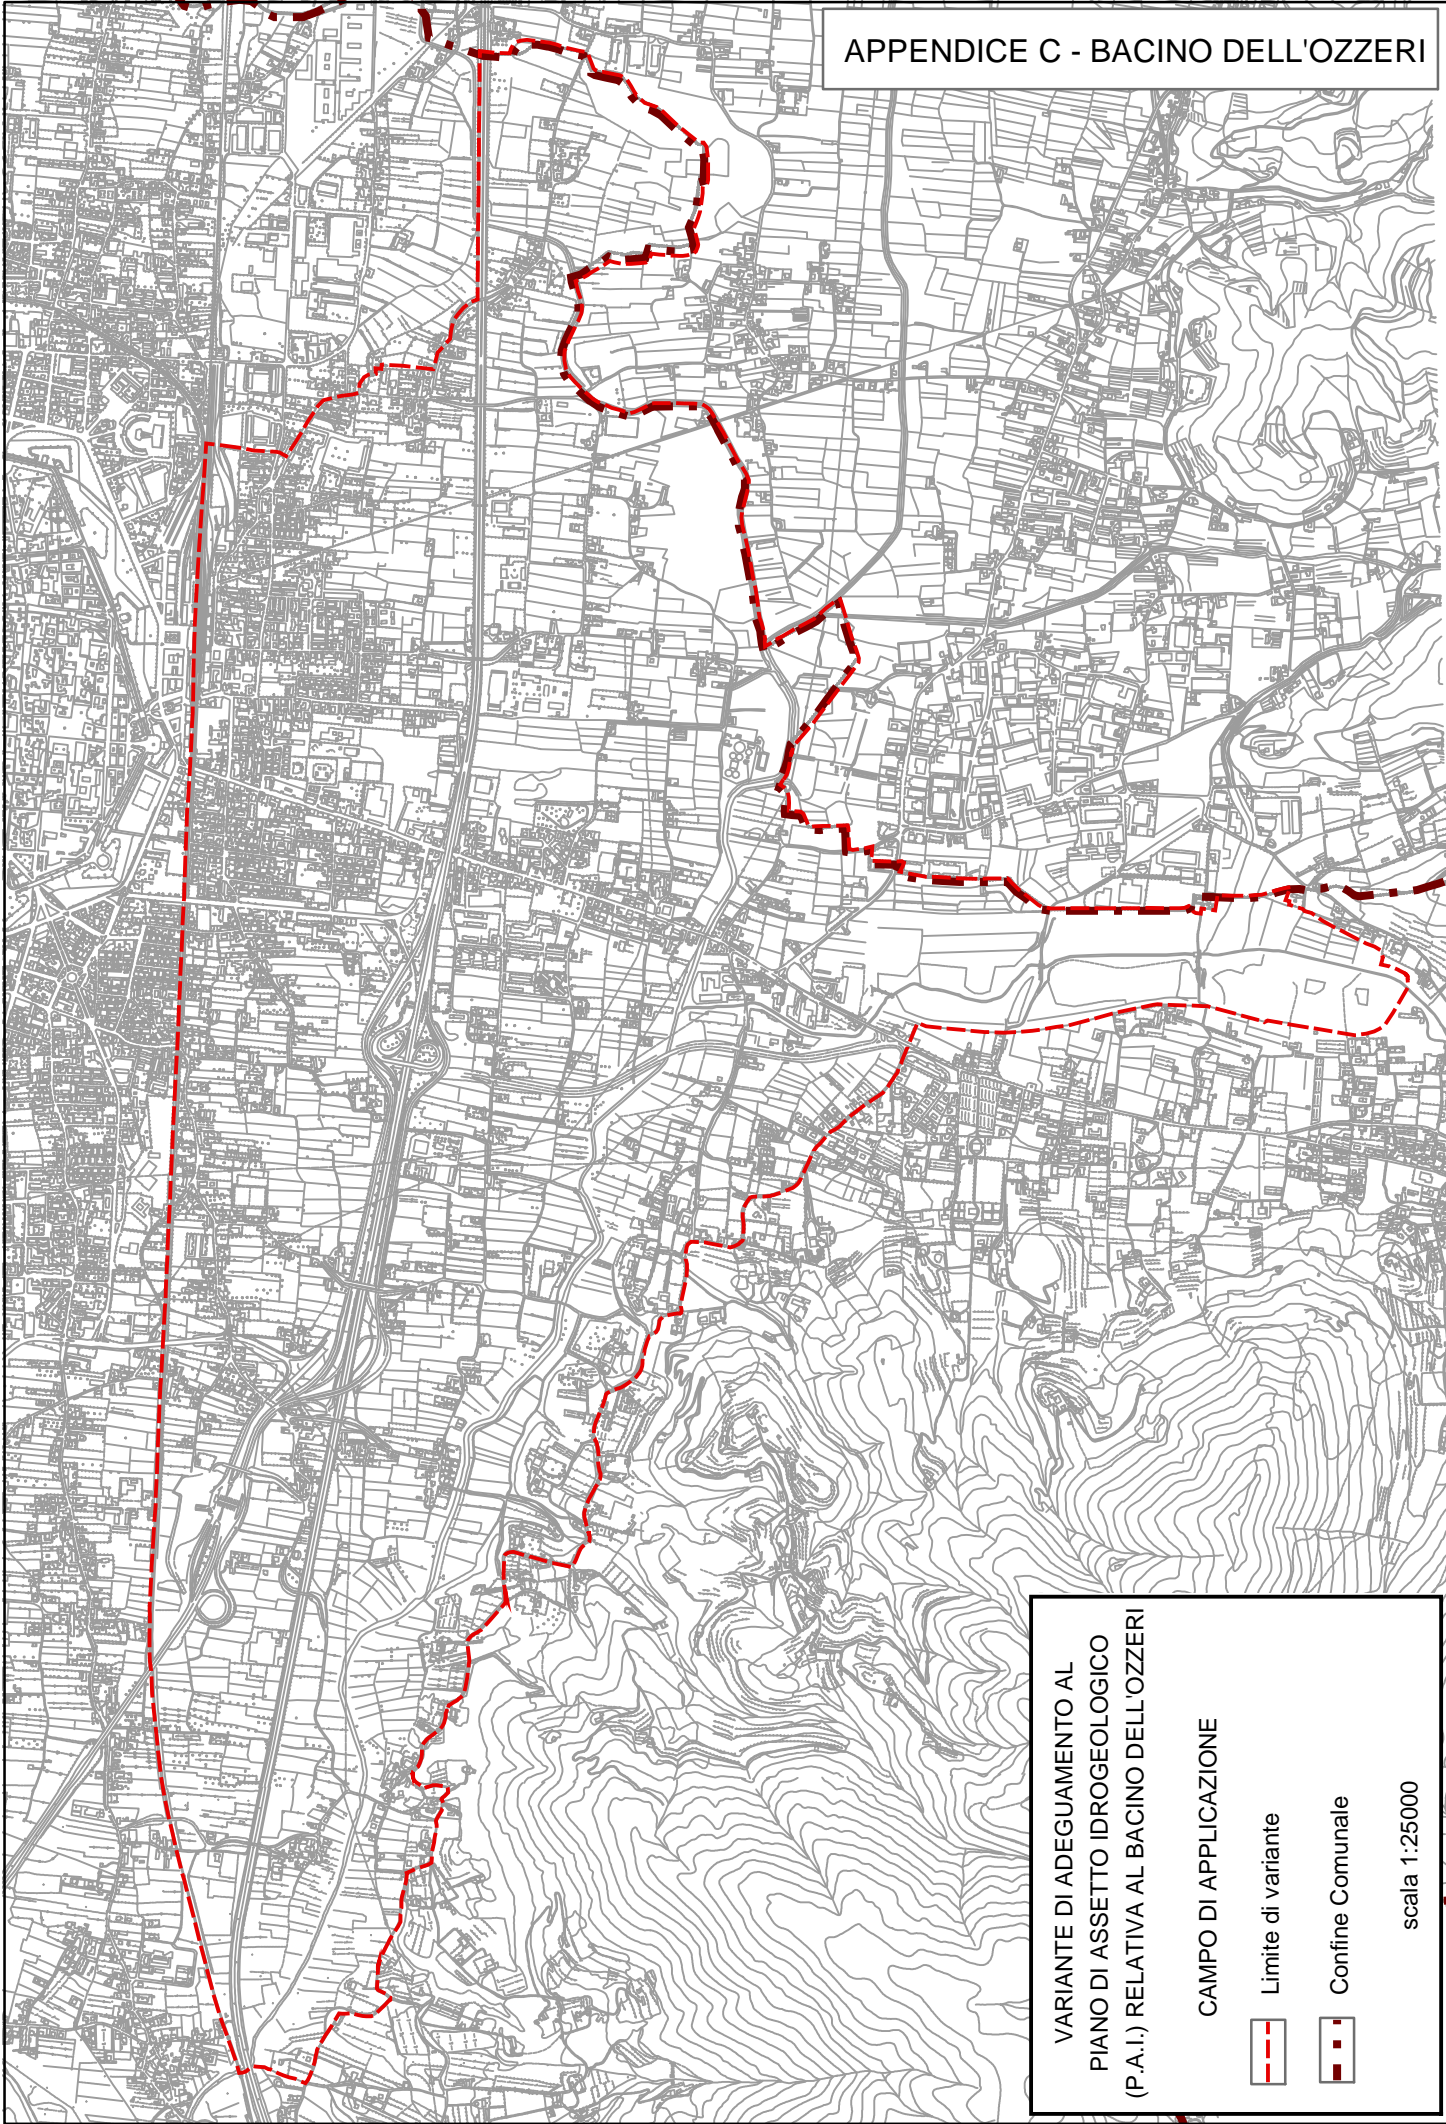 APPENDICE C - BACINO DELL'OZZERI
VARIANTE DI ADEGUAMENTO AL
PIANO DI ASSETTO IDROGEOLOGICO
(P.A.I.) RELATIVA AL BACINO DELL'OZZERI
CAMPO DI APPLICAZIONE
Limite di variante
Confine Comunale
scala 1:25000